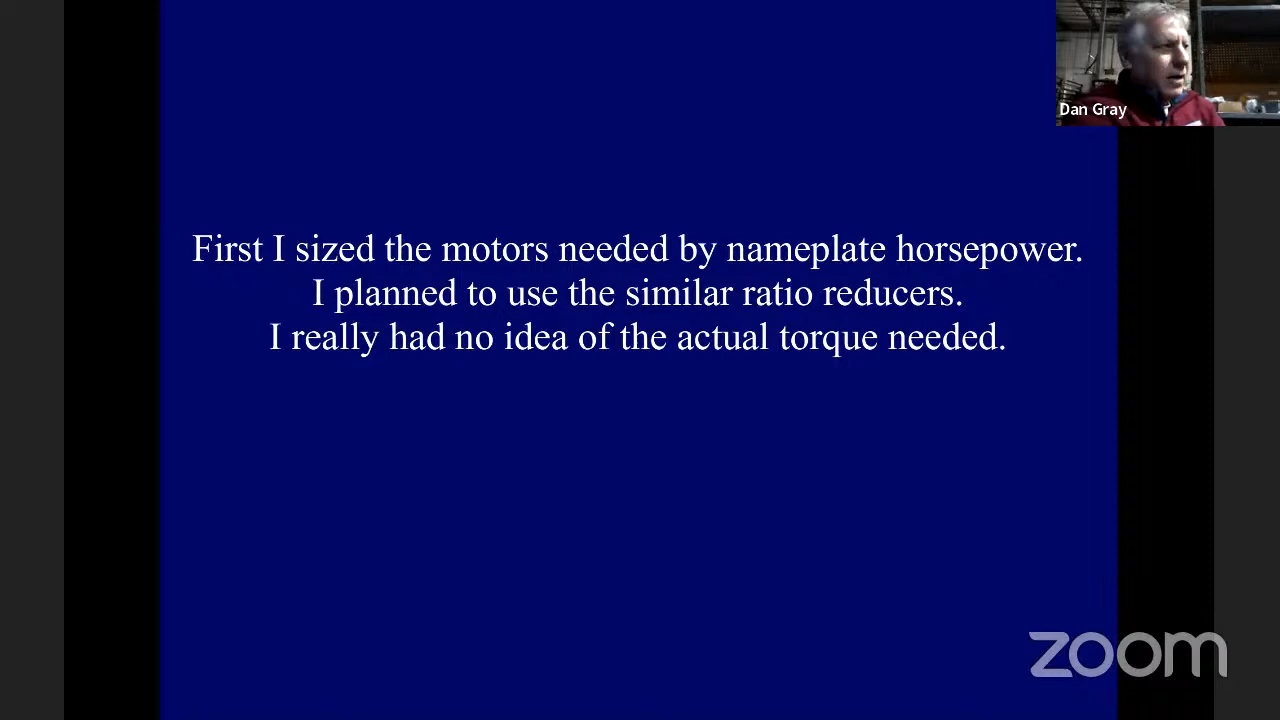 Dan Gray
First I sized the motors needed by nameplate horsepower.
I planned to use the similar ratio reducers.
I really had no idea of the actual torque needed.
zoom